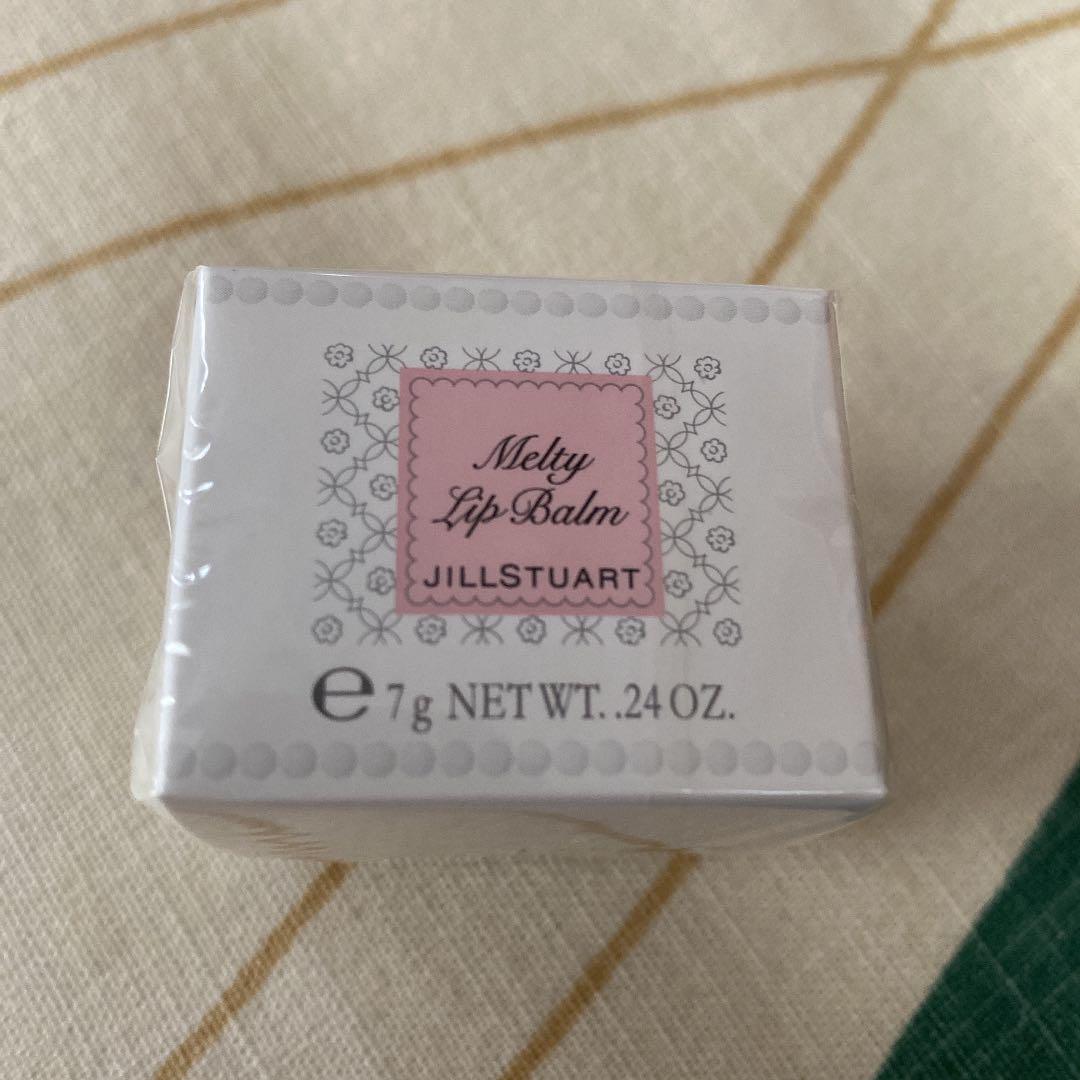 Melty
Lip Balm
JILLSTUART
℮ 7g NET WT. .24 OZ.